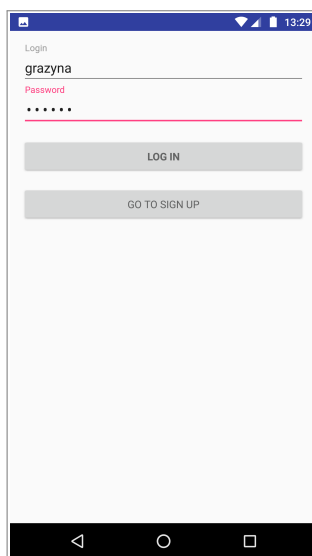 13:29
Login
grazyna
Password
••••••
LOG IN
GO TO SIGN UP